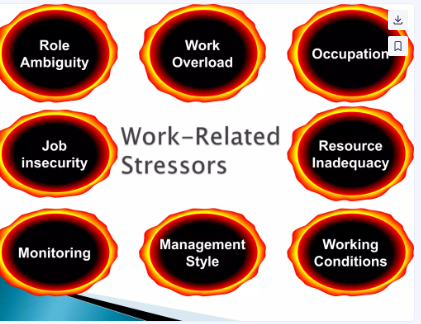 Role
Ambiguity
Work
Overload
Occupation
Job
insecurity
Work-Related
Stressors
Resource
Inadequacy
Monitoring
Management
Style
Working
Conditions